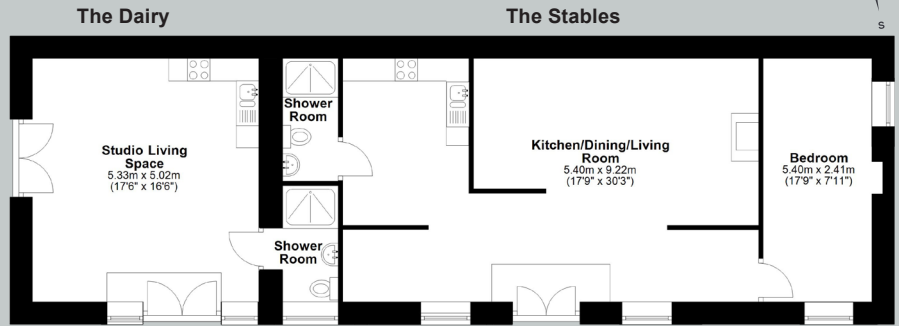 The Dairy
The Stables
S
Shower
Room
Studio Living
Space
5.33m x 5.02m
(17'6" x 16'6")
Kitchen/Dining/Living
Room
5.40m x 9.22m
(17'9" x 30'3")
Bedroom
5.40m x 2.41m
(17'9" x 7'11")
Shower
Room